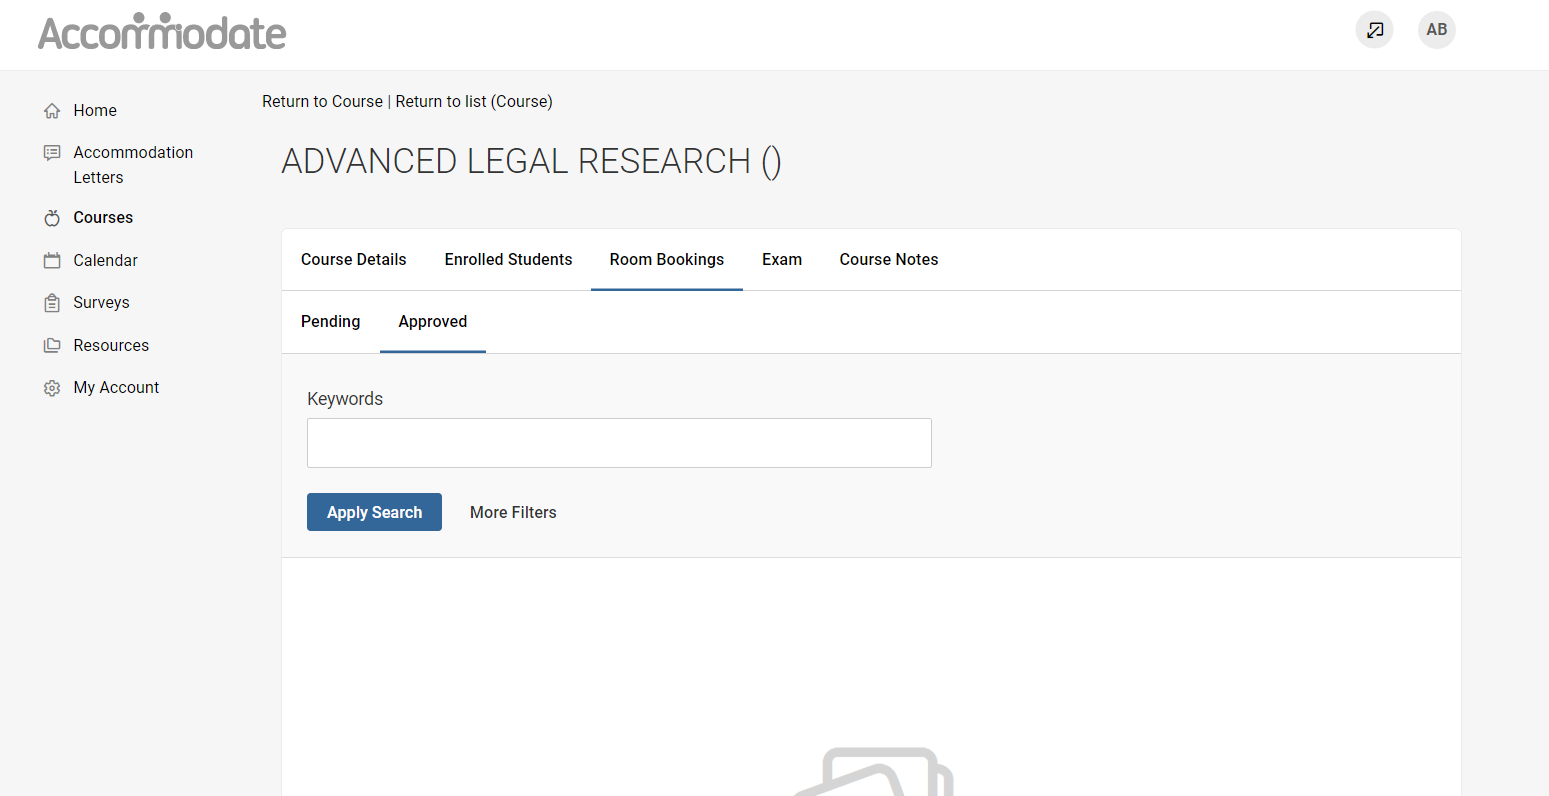 Accommodate
AB
Home
Accommodation
Letters
Courses
Calendar
Surveys
Resources
My Account
Return to Course | Return to list (Course)
ADVANCED LEGAL RESEARCH ()
Course Details Enrolled Students Room Bookings Exam Course Notes
Pending Approved
Keywords
Apply Search More Filters